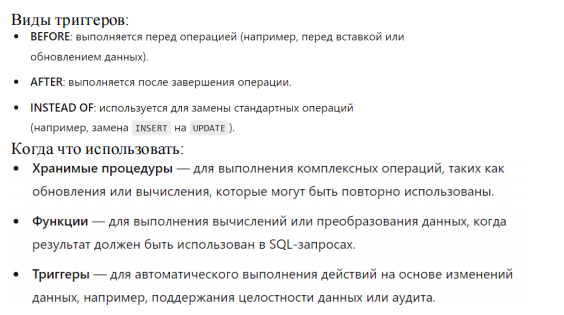 Виды триггеров:
• BEFORE: выполняется перед операцией (например, перед вставкой или
обновлением данных).
• AFTER: выполняется после завершения операции.
• INSTEAD OF: используется для замены стандартных операций
(например, замена INSERT на UPDATE ).
Когда что использовать:
• Хранимые процедуры — для выполнения комплексных операций, таких как
обновления или вычисления, которые могут быть повторно использованы.
• Функции — для выполнения вычислений или преобразования данных, когда
результат должен быть использован в SQL-запросах.
• Триггеры — для автоматического выполнения действий на основе изменений
данных, например, поддержания целостности данных или аудита.